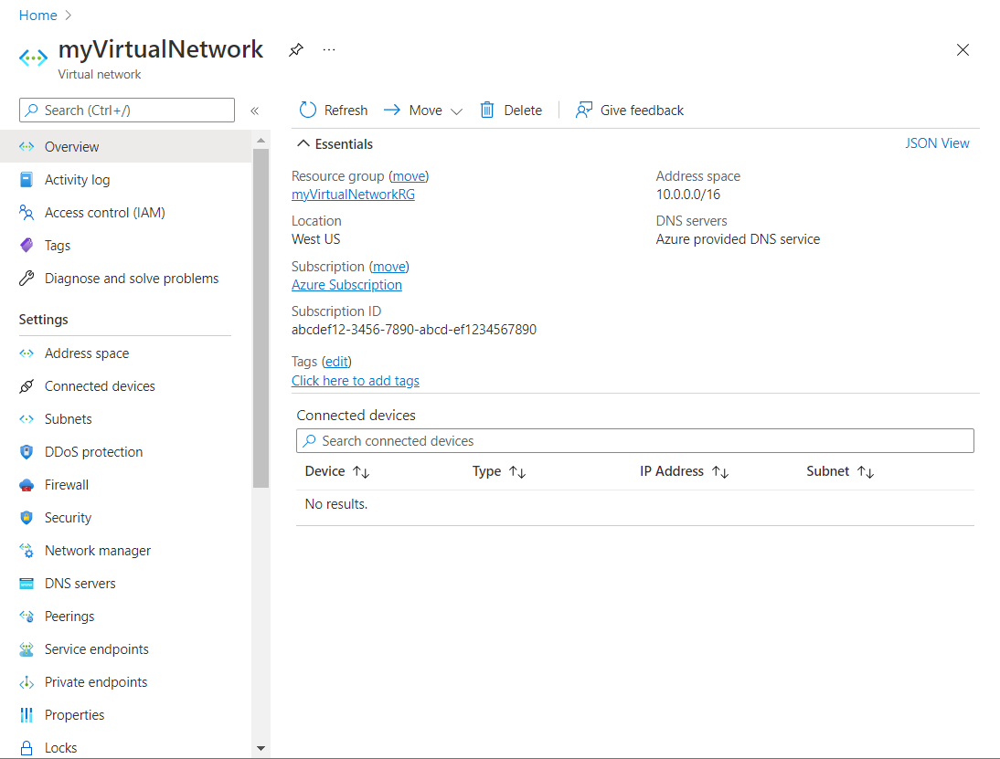 Home
myVirtualNetwork
Virtual network
Search (Ctrl+/)
Overview
Activity log
Access control (IAM)
Tags
Diagnose and solve problems
Settings
Address space
Connected devices
Subnets
DDoS protection
Firewall
Security
Network manager
DNS servers
Peerings
Service endpoints
Private endpoints
Properties
Locks
Refresh Move Delete Give feedback
Essentials JSON View
Resource group (move)
myVirtualNetworkRG
Location
West US
Subscription (move)
Azure Subscription
Subscription ID
abcdef12-3456-7890-abcd-ef1234567890
Tags (edit)
Click here to add tags
Address space
10.0.0.0/16
DNS servers
Azure provided DNS service
Connected devices
Search connected devices
Device Type IP Address Subnet
No results.